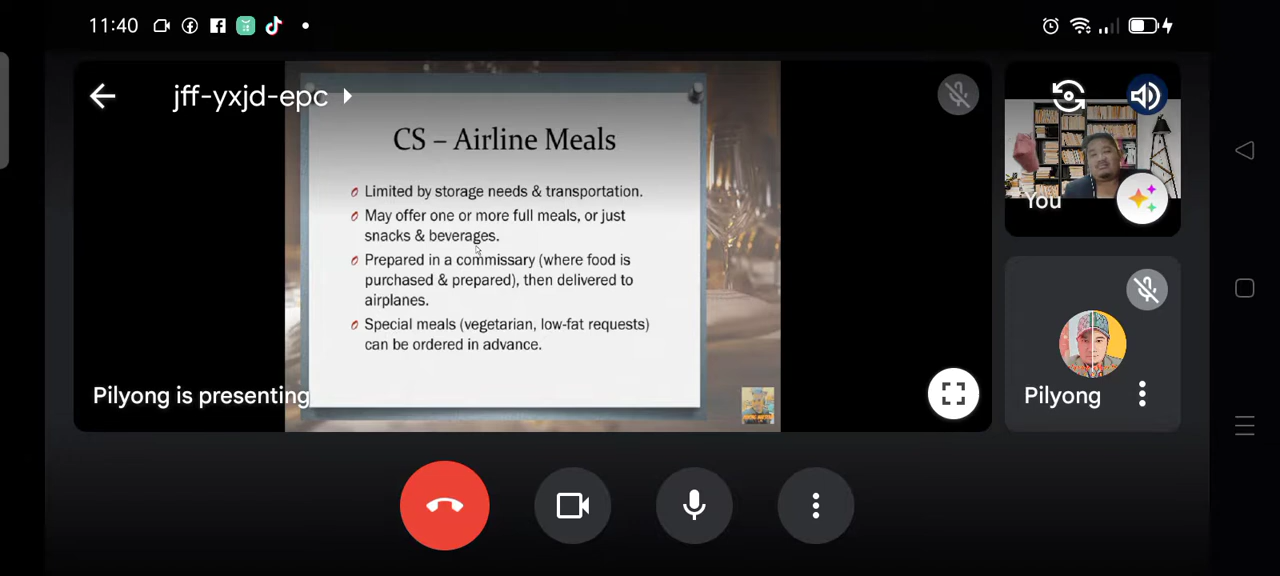 11:40
jff-yxjd-epc
CS – Airline Meals
Limited by storage needs & transportation.
May offer one or more full meals, or just
snacks & beverages.
Prepared in a commissary (where food is
purchased & prepared), then delivered to
airplanes.
Special meals (vegetarian, low-fat requests)
can be ordered in advance.
Pilyong is presenting
You
Pilyong